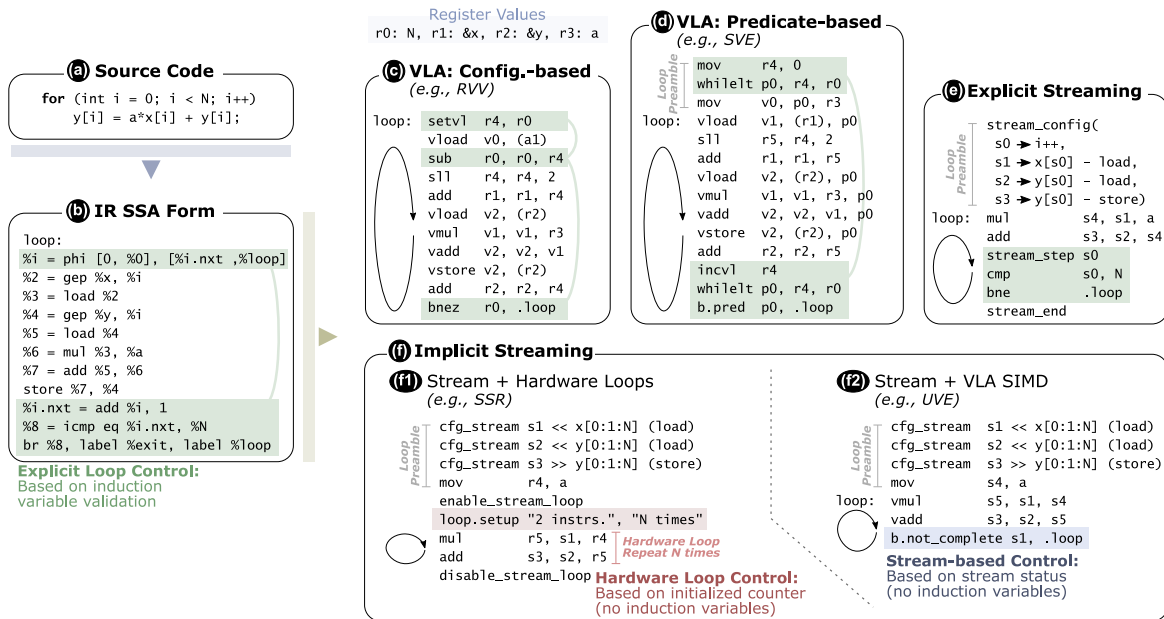 Register Values
r0: N, r1: &x, r2: &y, r3: a
(a) Source Code
for (int i = 0; i < N; i++)
y[i] = a*x[i] + y[i];
(b) IR SSA Form
loop:
%i = phi [0, %0], [%i.nxt ,%loop]
%2 = gep %x, %i
%3 = load %2
%4 = gep %y, %i
%5 = load %4
%6 = mul %3, %a
%7 = add %5, %6
store %7, %4
%i.nxt = add %i, 1
%8 = icmp eq %i.nxt, %N
br %8, label %exit, label %loop
Explicit Loop Control:
Based on induction
variable validation
(c) VLA: Config.-based
(e.g., RVV)
loop: setvl r4, r0
vload v0, (a1)
sub r0, r0, r4
sll r4, r4, 2
add r1, r1, r4
vload v2, (r2)
vmul v1, v1, r3
vadd v2, v2, v1
vstore v2, (r2)
add r2, r2, r4
bnez r0, .loop
(d) VLA: Predicate-based
(e.g., SVE)
Loop
Preamble
mov r4, 0
whilelt p0, r4, r0
mov v0, p0, r3
loop: vload v1, (r1), p0
sll r5, r4, 2
add r1, r1, r5
vload v2, (r2), p0
vmul v1, v1, r3, p0
vadd v2, v2, v1, p0
vstore v2, (r2), p0
add r2, r2, r5
incvl r4
whilelt p0, r4, r0
b.pred p0, .loop
(e) Explicit Streaming
Loop
Preamble
stream_config(
s0 → i++,
s1 → x[s0] – load,
s2 → y[s0] – load,
s3 → y[s0] – store)
loop: mul s4, s1, a
add s3, s2, s4
stream_step s0
cmp s0, N
bne .loop
stream_end
(f) Implicit Streaming
(f1) Stream + Hardware Loops
(e.g., SSR)
Loop
Preamble
cfg_stream s1 << x[0:1:N] (load)
cfg_stream s2 << y[0:1:N] (load)
cfg_stream s3 >> y[0:1:N] (store)
mov r4, a
enable_stream_loop
loop.setup "2 instrs.", "N times"
mul r5, s1, r4
add s3, s2, r5
Hardware Loop
Repeat N times
disable_stream_loop
Hardware Loop Control:
Based on initialized counter
(no induction variables)
(f2) Stream + VLA SIMD
(e.g., UVE)
Loop
Preamble
cfg_stream s1 << x[0:1:N] (load)
cfg_stream s2 << y[0:1:N] (load)
cfg_stream s3 >> y[0:1:N] (store)
mov s4, a
loop: vmul s5, s1, s4
vadd s3, s2, s5
b.not_complete s1, .loop
Stream-based Control:
Based on stream status
(no induction variables)